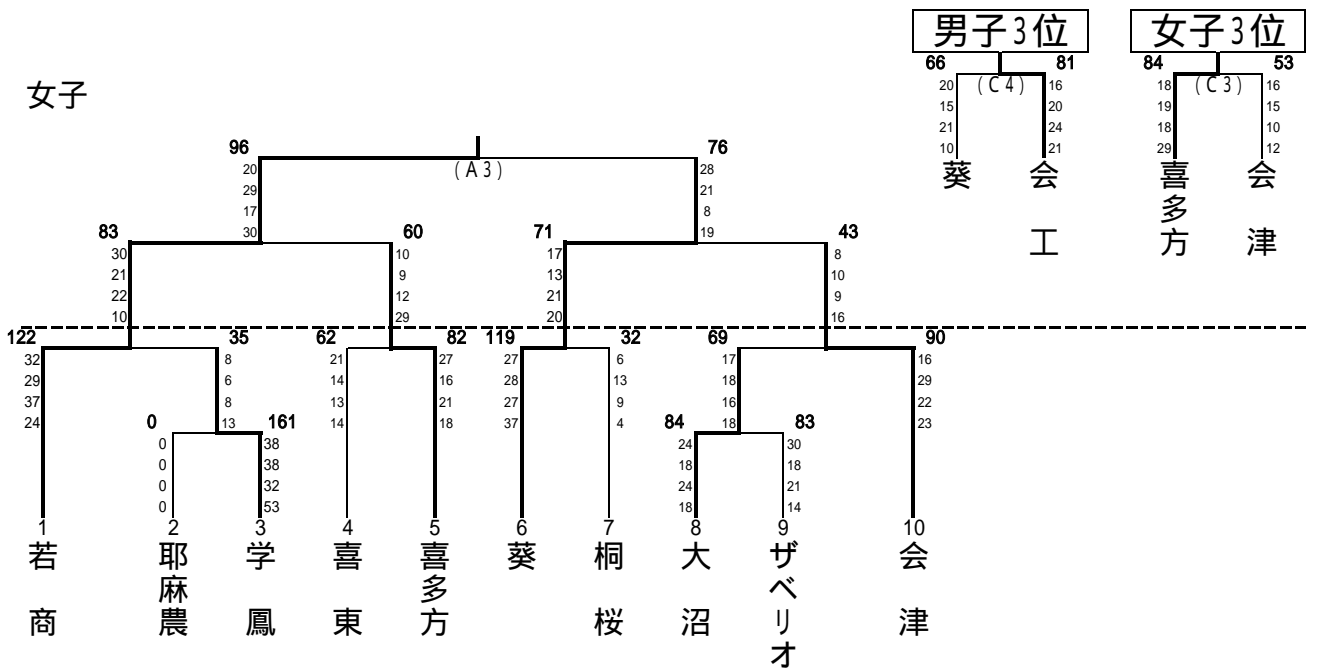 男子3位 女子3位
66 81 84 53
女子
(C4) (C3)
20 16 18 16
15 20 19 15
21 24 18 10
10 21 29 12
葵 会工 喜多方 会津
96 76
(A3)
20 28
29 21
17 8
30 19
83 60 71 43
30 10 17 8
21 9 13 10
22 12 21 9
10 29 20 16
122 35 62 82 119 32 69 90
32 8 21 27 27 6 17 16
29 6 14 16 28 13 18 29
37 8 13 21 27 9 16 22
24 13 14 18 37 4 18 23
0 161 84 83
0 38 24 30
0 38 18 18
0 32 24 21
0 53 18 14
1 2 3 4 5 6 7 8 9 10
若商 耶麻農 学鳳 喜東 喜多方 葵 桐桜 大沼 ザベリオ 会津